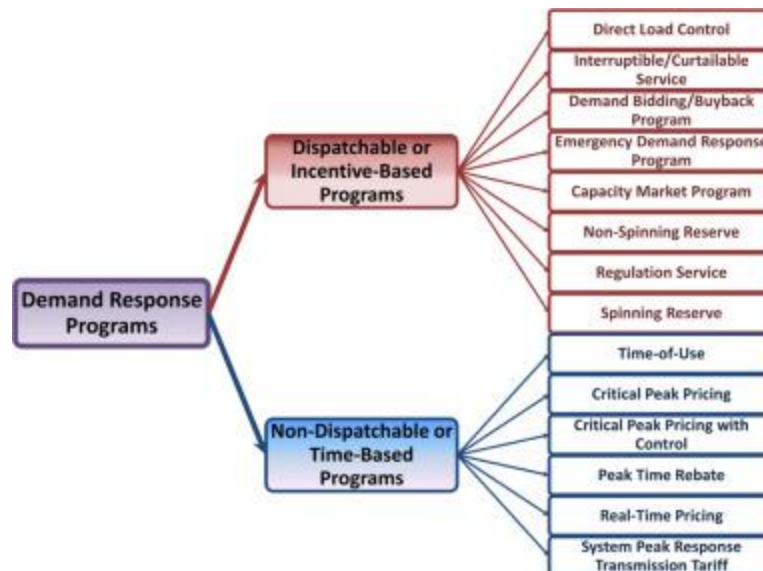 Direct Load Control
Interruptible/Curtailable
Service
Demand Bidding/Buyback
Program
Dispatchable or
Incentive-Based
Programs
Emergency Demand Response
Program
Capacity Market Program
Non-Spinning Reserve
Regulation Service
Spinning Reserve
Demand Response
Programs
Time-of-Use
Critical Peak Pricing
Non-Dispatchable or
Time-Based
Programs
Critical Peak Pricing with
Control
Peak Time Rebate
Real-Time Pricing
System Peak Response
Transmission Tariff